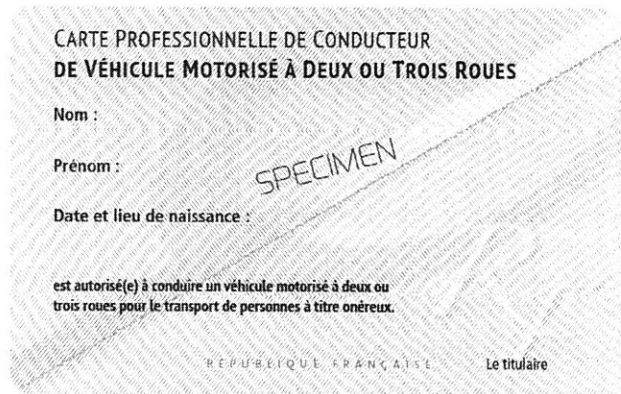 CARTE PROFESSIONNELLE DE CONDUCTEUR
DE VÉHICULE MOTORISÉ À DEUX OU TROIS ROUES
Nom :
Prénom :
SPECIMEN
Date et lieu de naissance :
est autorisé(e) à conduire un véhicule motorisé à deux ou
trois roues pour le transport de personnes à titre onéreux.
RÉPUBLIQUE FRANÇAISE Le titulaire